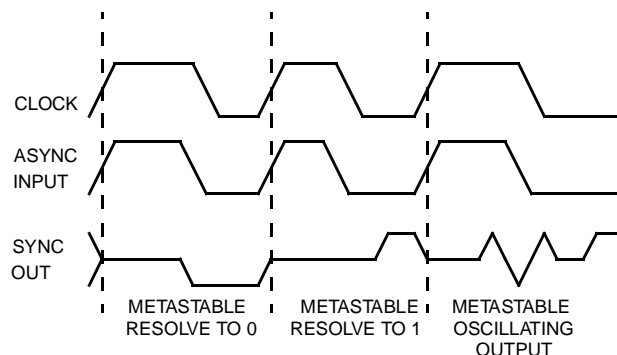 CLOCK
ASYNC
INPUT
SYNC
OUT
METASTABLE
RESOLVE TO 0
METASTABLE
RESOLVE TO 1
METASTABLE
OSCILLATING
OUTPUT